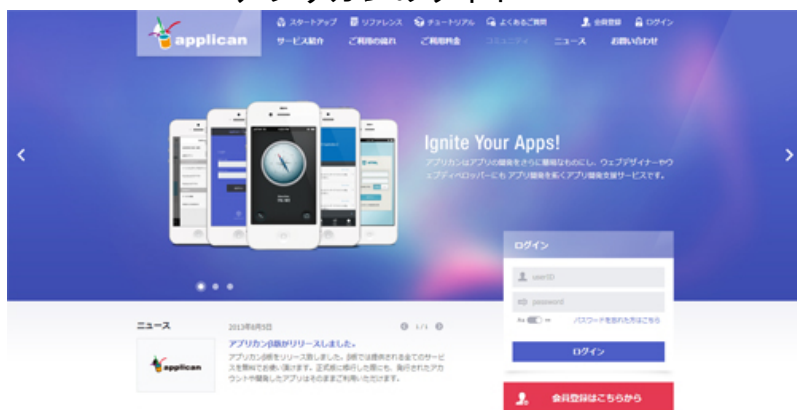 applican
スタートアップ リファレンス チュートリアル よくあるご質問 会員登録 ログイン
サービス紹介 ご利用の流れ ご利用料金 コミュニティ ニュース お問い合わせ
Ignite Your Apps!
アプリカンはアプリの開発をさらに簡単なものにし、ウェブデザイナーやウ
ェブディベロッパーにも アプリ開発を拓くアプリ開発支援サービスです。
ログイン
userID
password
パスワードを忘れた方はこちら
ログイン
会員登録はこちらから
ニュース
2013年8月5日
1/1
アプリカンβ版がリリースしました。
アプリカンβ版をリリース致しました。β版では提供される全てのサービ
スを無料でお使い頂けます。正式版に移行した際にも、発行されたアカ
ウントや開発したアプリはそのままご利用いただけます。
applican